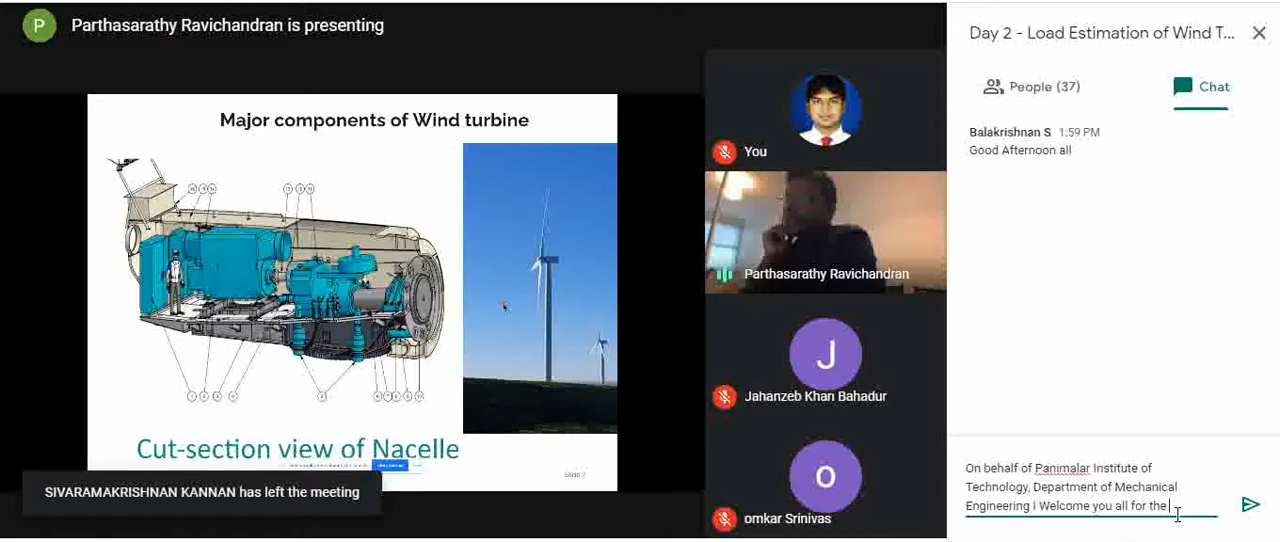 P
Parthasarathy Ravichandran is presenting
Major components of Wind turbine
Cut-section view of Nacelle
SIVARAMAKRISHNAN KANNAN has left the meeting
You
Parthasarathy Ravichandran
J
Jahanzeb Khan Bahadur
o
omkar Srinivas
Day 2 - Load Estimation of Wind T...
People (37)
Chat
Balakrishnan S 1:59 PM
Good Afternoon all
On behalf of Panimalar Institute of
Technology, Department of Mechanical
Engineering i Welcome you all for the